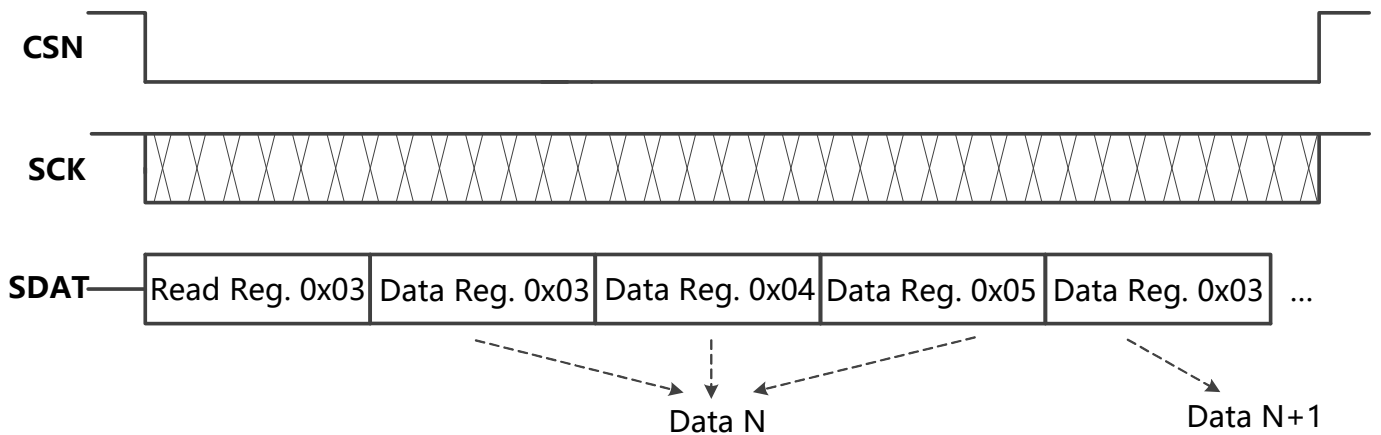 CSN
SCK
SDAT Read Reg. 0x03 Data Reg. 0x03 Data Reg. 0x04 Data Reg. 0x05 Data Reg. 0x03 ...
Data N Data N+1